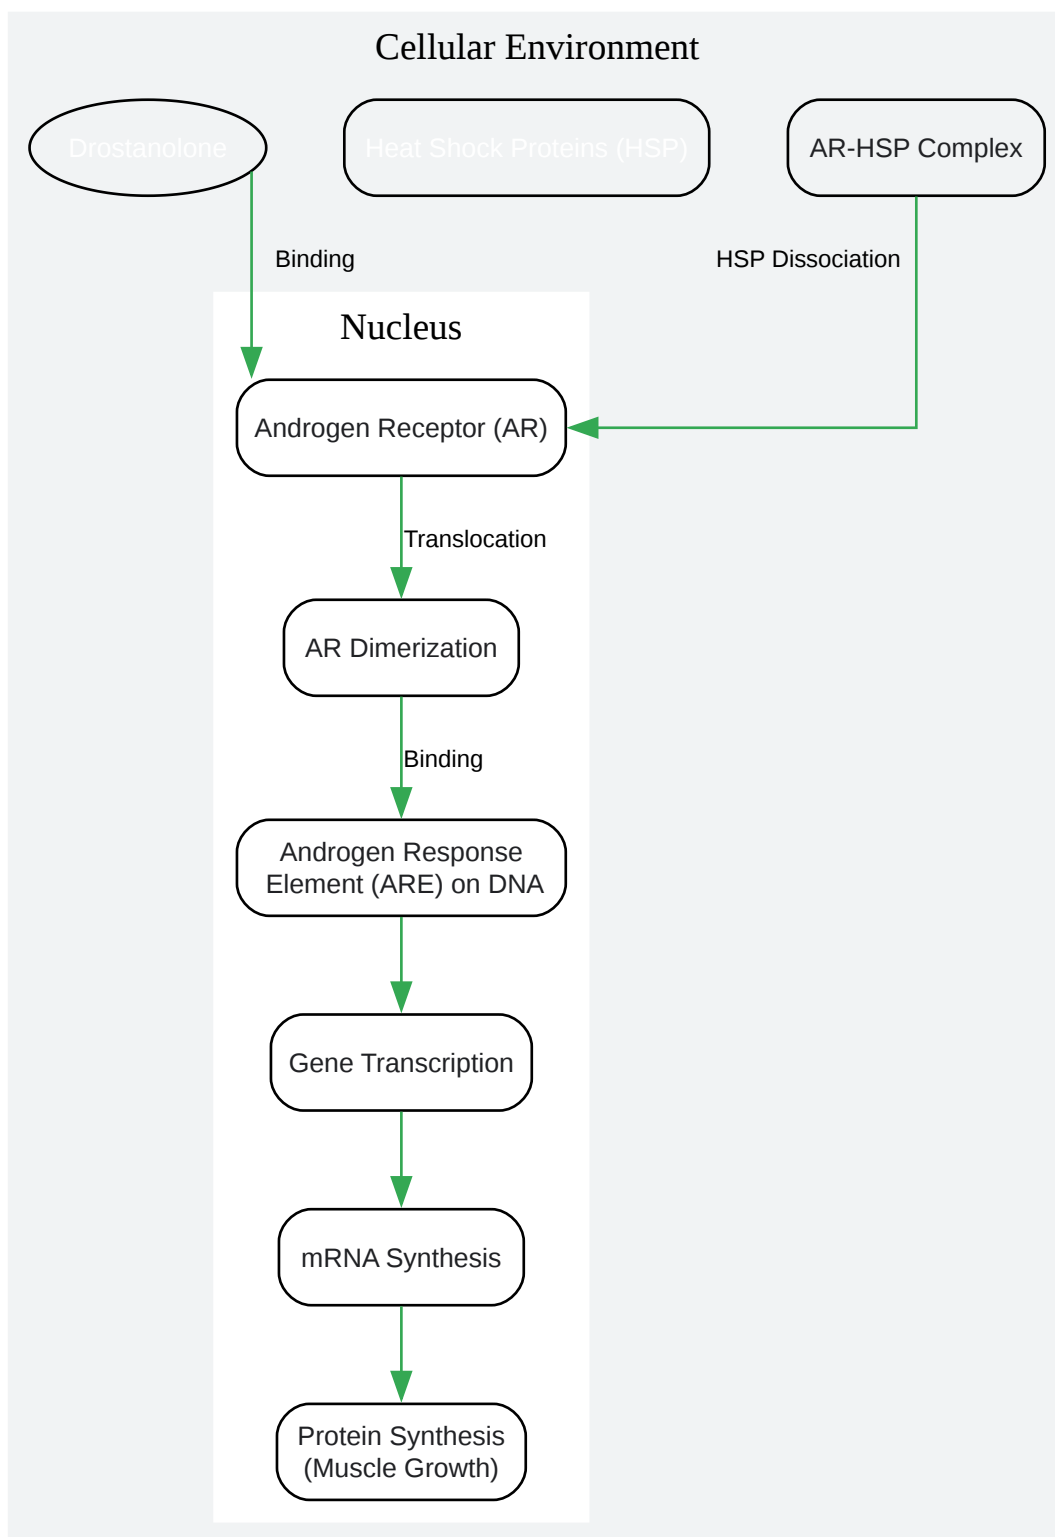 Cellular Environment
Drostanolone
Heat Shock Proteins (HSP)
AR-HSP Complex
Binding
HSP Dissociation
Nucleus
Androgen Receptor (AR)
Translocation
AR Dimerization
Binding
Androgen Response
Element (ARE) on DNA
Gene Transcription
mRNA Synthesis
Protein Synthesis
(Muscle Growth)